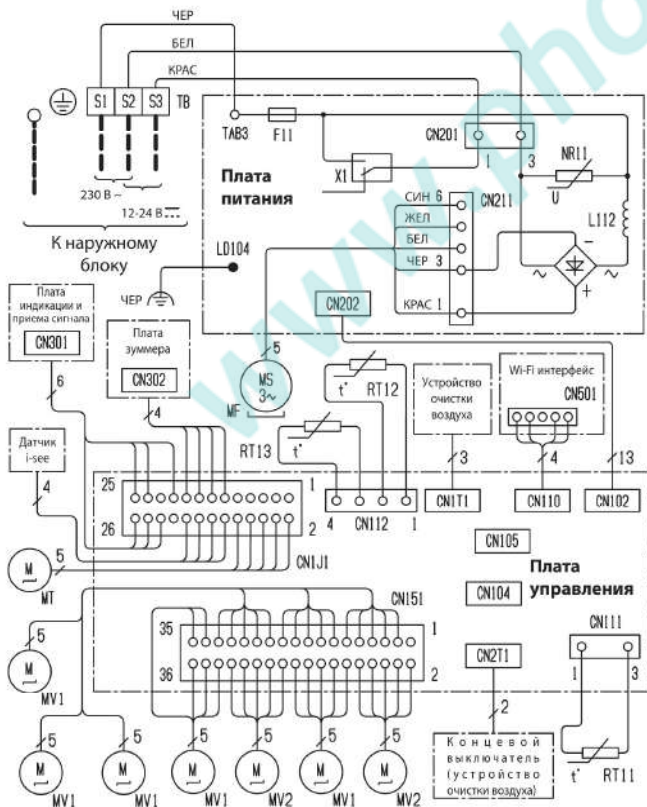 ЧЕР
БЕЛ
КРАС
S1 S2 S3 TB
TAB3
F11
CN201
1 3
X1
NR11
U
Плата
питания
230 В ~
12-24 В
К наружному
блоку
LD104
СИН 6
ЖЕЛ
БЕЛ
ЧЕР 3
КРАС 1
CN211
L112
~ ~
-
+
ЧЕР
CN202
Плата
индикации и
приема сигнала
CN301
6
Плата
зуммера
CN302
4
5
MS
3~
MF
t°
RT12
t°
RT13
Устройство
очистки
воздуха
3
Wi-Fi интерфейс
CN501
4
13
Датчик
i-see
4
25 1
26 2
CN1J1
4 CN112 1
CN1T1
CN110
CN102
CN105
CN104
Плата
управления
M
5
MT
CN151
35 1
36 2
CN2T1
2
CN111
1 3
5
M
MV1
5
M
MV1
5
M
MV1
5
M
MV1
5
M
MV2
5
M
MV1
5
M
MV2
Концевой
выключатель
(устройство
очистки воздуха)
t°
RT11
www.pho